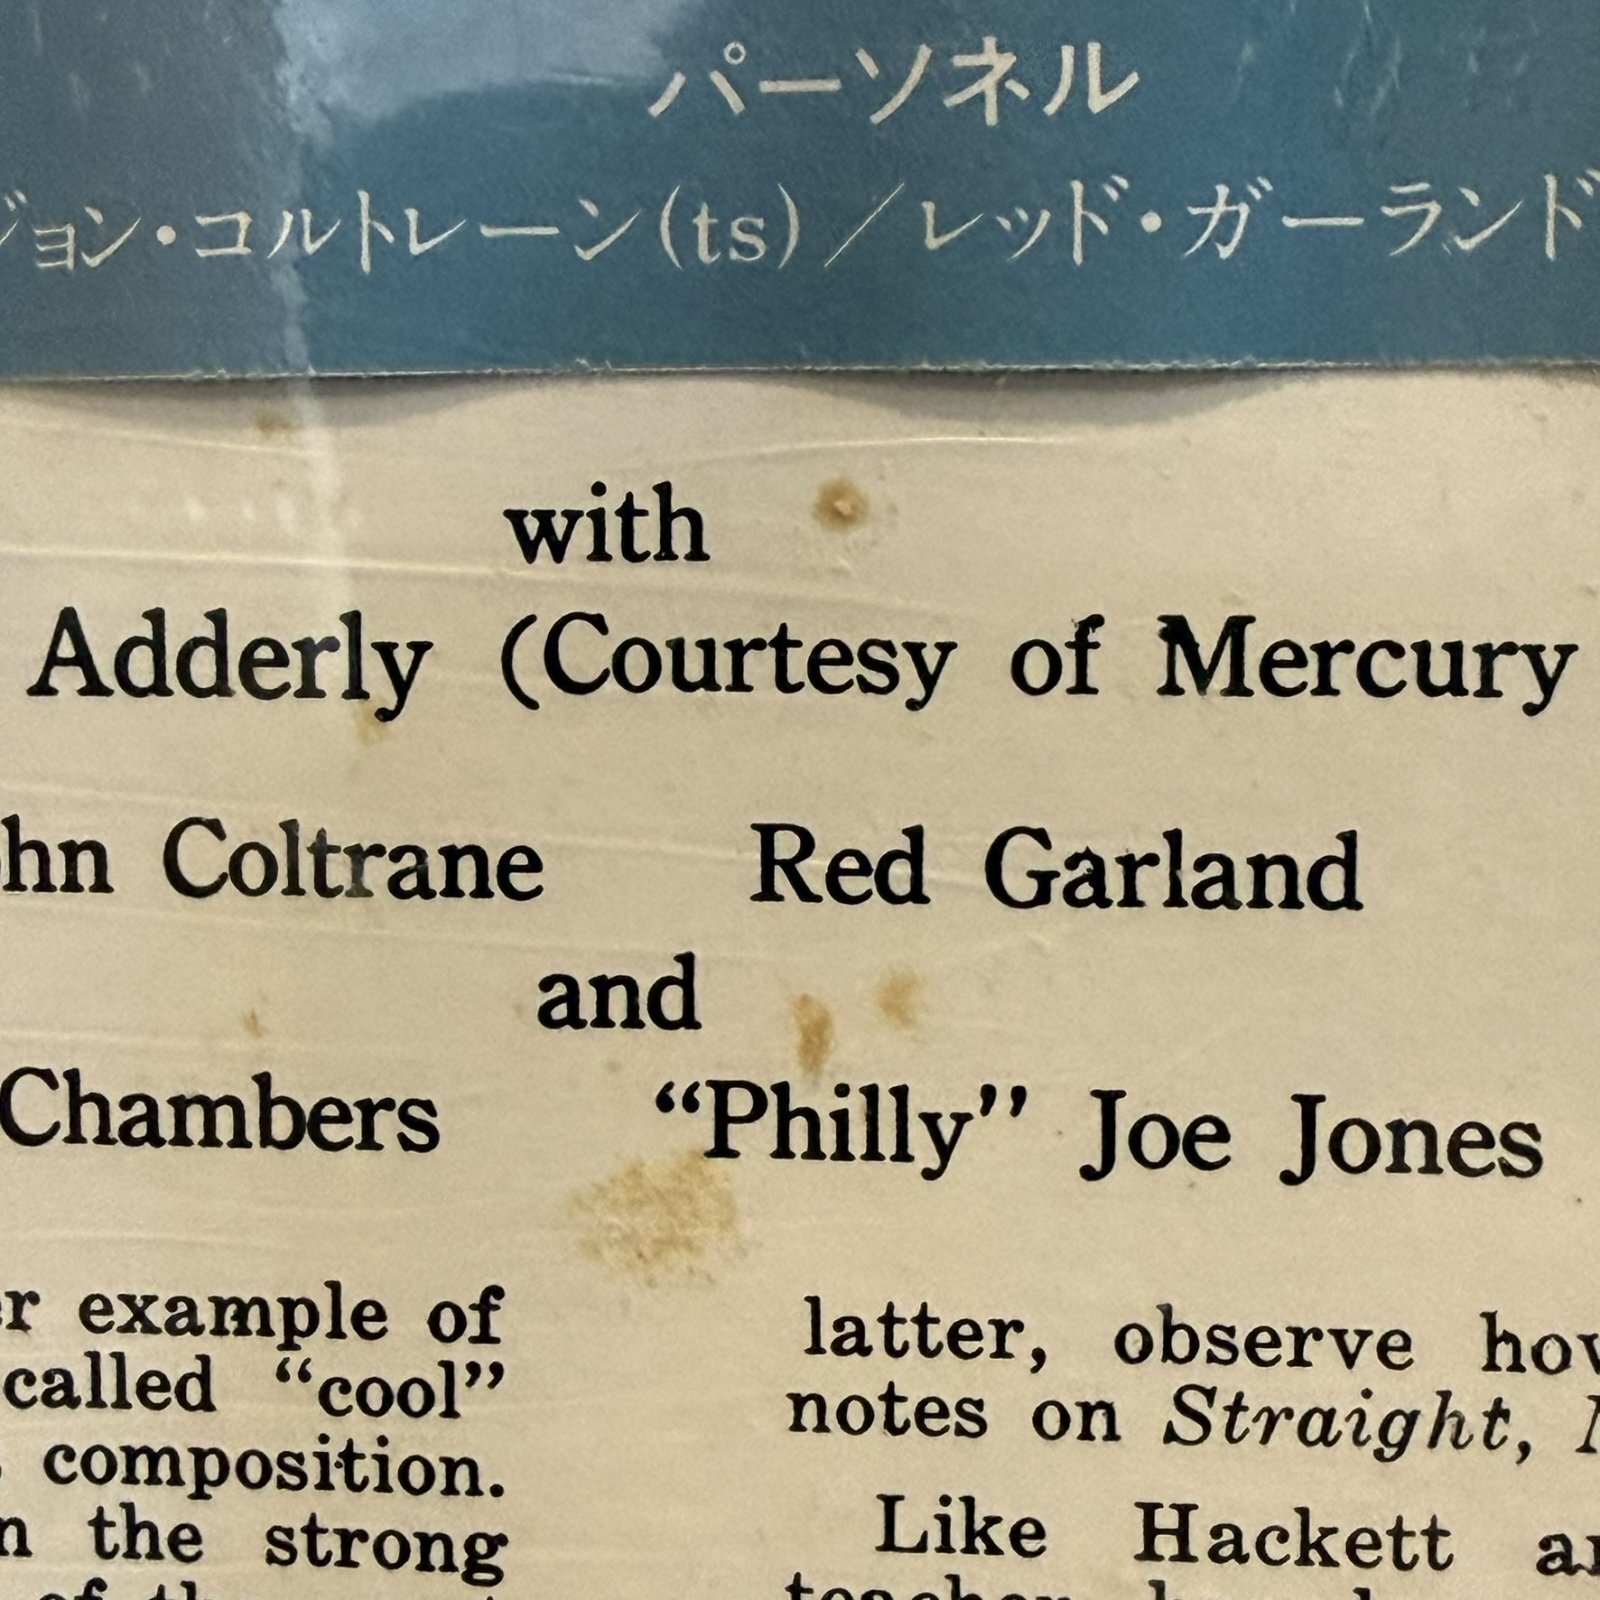 パーソネル
ジョン・コルトレーン(ts)／レッド・ガーランド
with
Adderly (Courtesy of Mercury
hn Coltrane Red Garland
and
Chambers “Philly” Joe Jones
er example of
called “cool”
composition.
n the strong
latter, observe how
notes on Straight,
Like Hackett